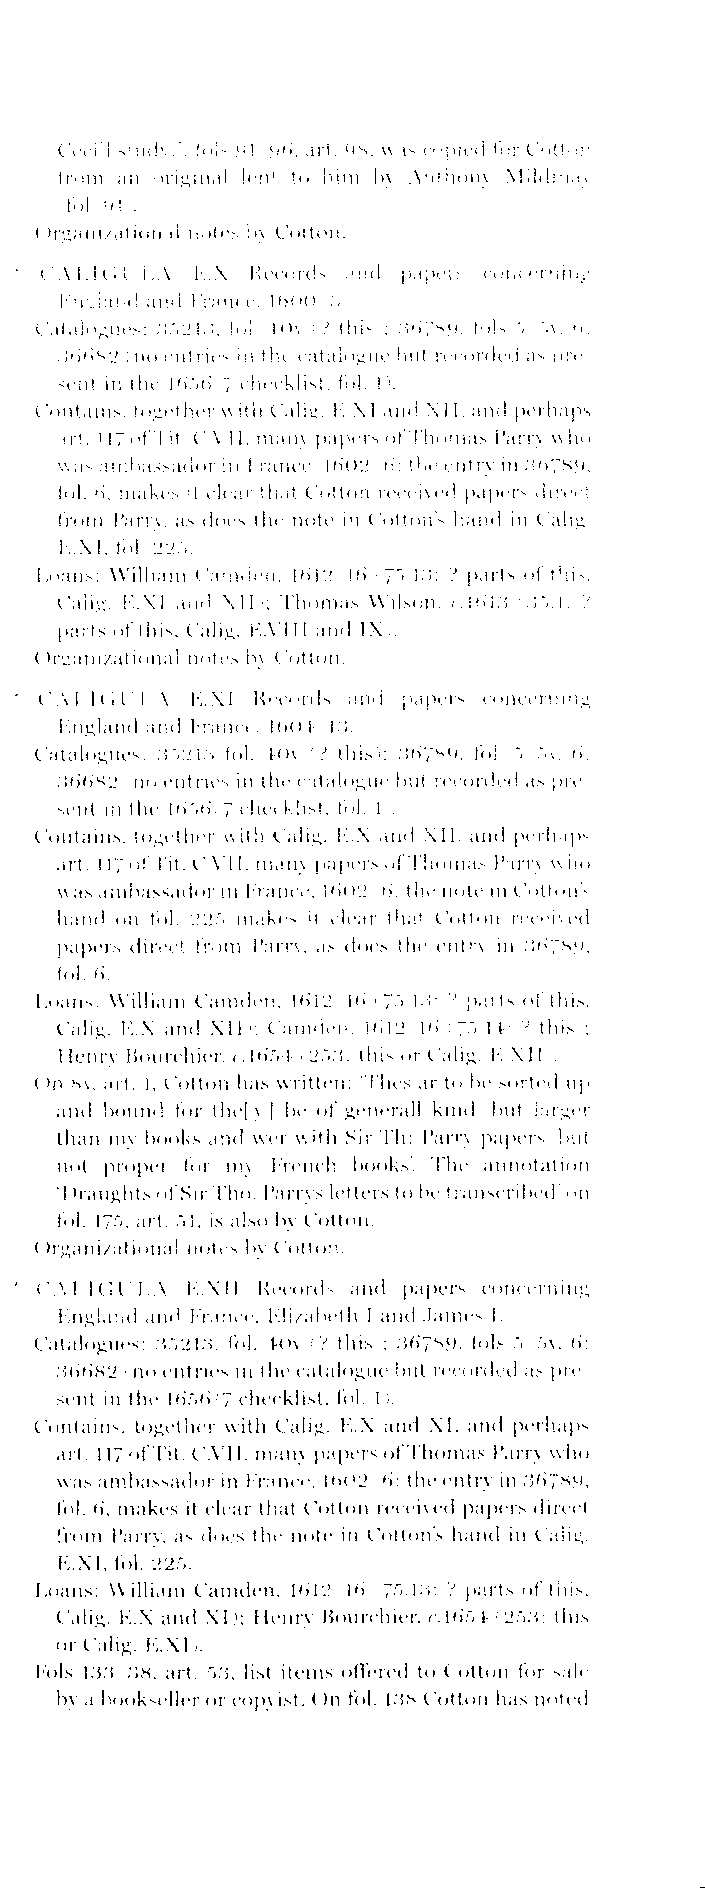 Cecil study.', fols 91–96, art. 98, was copied for Cotton
from an original lent to him by Anthony Mildmay
(fol. 91).
Organizational notes by Cotton.
CALIGULA E.X Records and papers concerning
England and France, 1600–
Catalogues: 35213, fol. 40v (? this); 36789, fols 5–5v, 6;
36682 (no entries in the catalogue but recorded as pre-
sent in the 1656/7 checklist, fol. 1).
Contains, together with Calig. E.XI and XII, and perhaps
art. 117 of Tit. C.VII, many papers of Thomas Parry who
was ambassador in France, 1602–6: the entry in 36789,
fol. 6, makes it clear that Cotton received papers direct
from Parry, as does the note in Cotton's hand in Calig.
E.XI, fol. 225.
Loans: William Camden, 1612–16 (75.13: ? parts of this,
Calig. E.XI and XII); Thomas Wilson, c.1613 (35.1: ?
parts of this, Calig. E.VIII and IX).
Organizational notes by Cotton.
CALIGULA E.XI Records and papers concerning
England and France, 1604–13.
Catalogues: 35213, fol. 40v (? this); 36789, fol. 5–5v, 6;
36682 (no entries in the catalogue but recorded as pre-
sent in the 1656/7 checklist, fol. 1).
Contains, together with Calig. E.X and XII, and perhaps
art. 117 of Tit. C.VII, many papers of Thomas Parry who
was ambassador in France, 1602–6: the note in Cotton's
hand on fol. 225 makes it clear that Cotton received
papers direct from Parry, as does the entry in 36789,
fol. 6.
Loans: William Camden, 1612–16 (75.13: ? parts of this,
Calig. E.X and XII); Camden, 1612–16 (75.14: ? this);
Henry Bourchier, c.1654 (253: this or Calig. E.XII).
On 8v, art. 1, Cotton has written: 'Thes ar to be sorted up
and bound for the[y] be of generall kind but larger
than my books and wer with Sir Th: Parry papers, but
not proper for my French books'. The annotation
'Draughts of Sir Tho. Parrys letters to be transcribed' on
fol. 175, art. 51, is also by Cotton.
Organizational notes by Cotton.
CALIGULA E.XII Records and papers concerning
England and France, Elizabeth I and James I.
Catalogues: 35213, fol. 40v (? this); 36789, fols 5–5v, 6;
36682 (no entries in the catalogue but recorded as pre-
sent in the 1656/7 checklist, fol. 1).
Contains, together with Calig. E.X and XI, and perhaps
art. 117 of Tit. C.VII, many papers of Thomas Parry who
was ambassador in France, 1602–6: the entry in 36789,
fol. 6, makes it clear that Cotton received papers direct
from Parry, as does the note in Cotton's hand in Calig.
E.XI, fol. 225.
Loans: William Camden, 1612–16 (75.13: ? parts of this,
Calig. E.X and XI); Henry Bourchier, c.1654 (253: this
or Calig. E.XI).
Fols 133–38, art. 53, list items offered to Cotton for sale
by a bookseller or copyist. On fol. 138 Cotton has noted